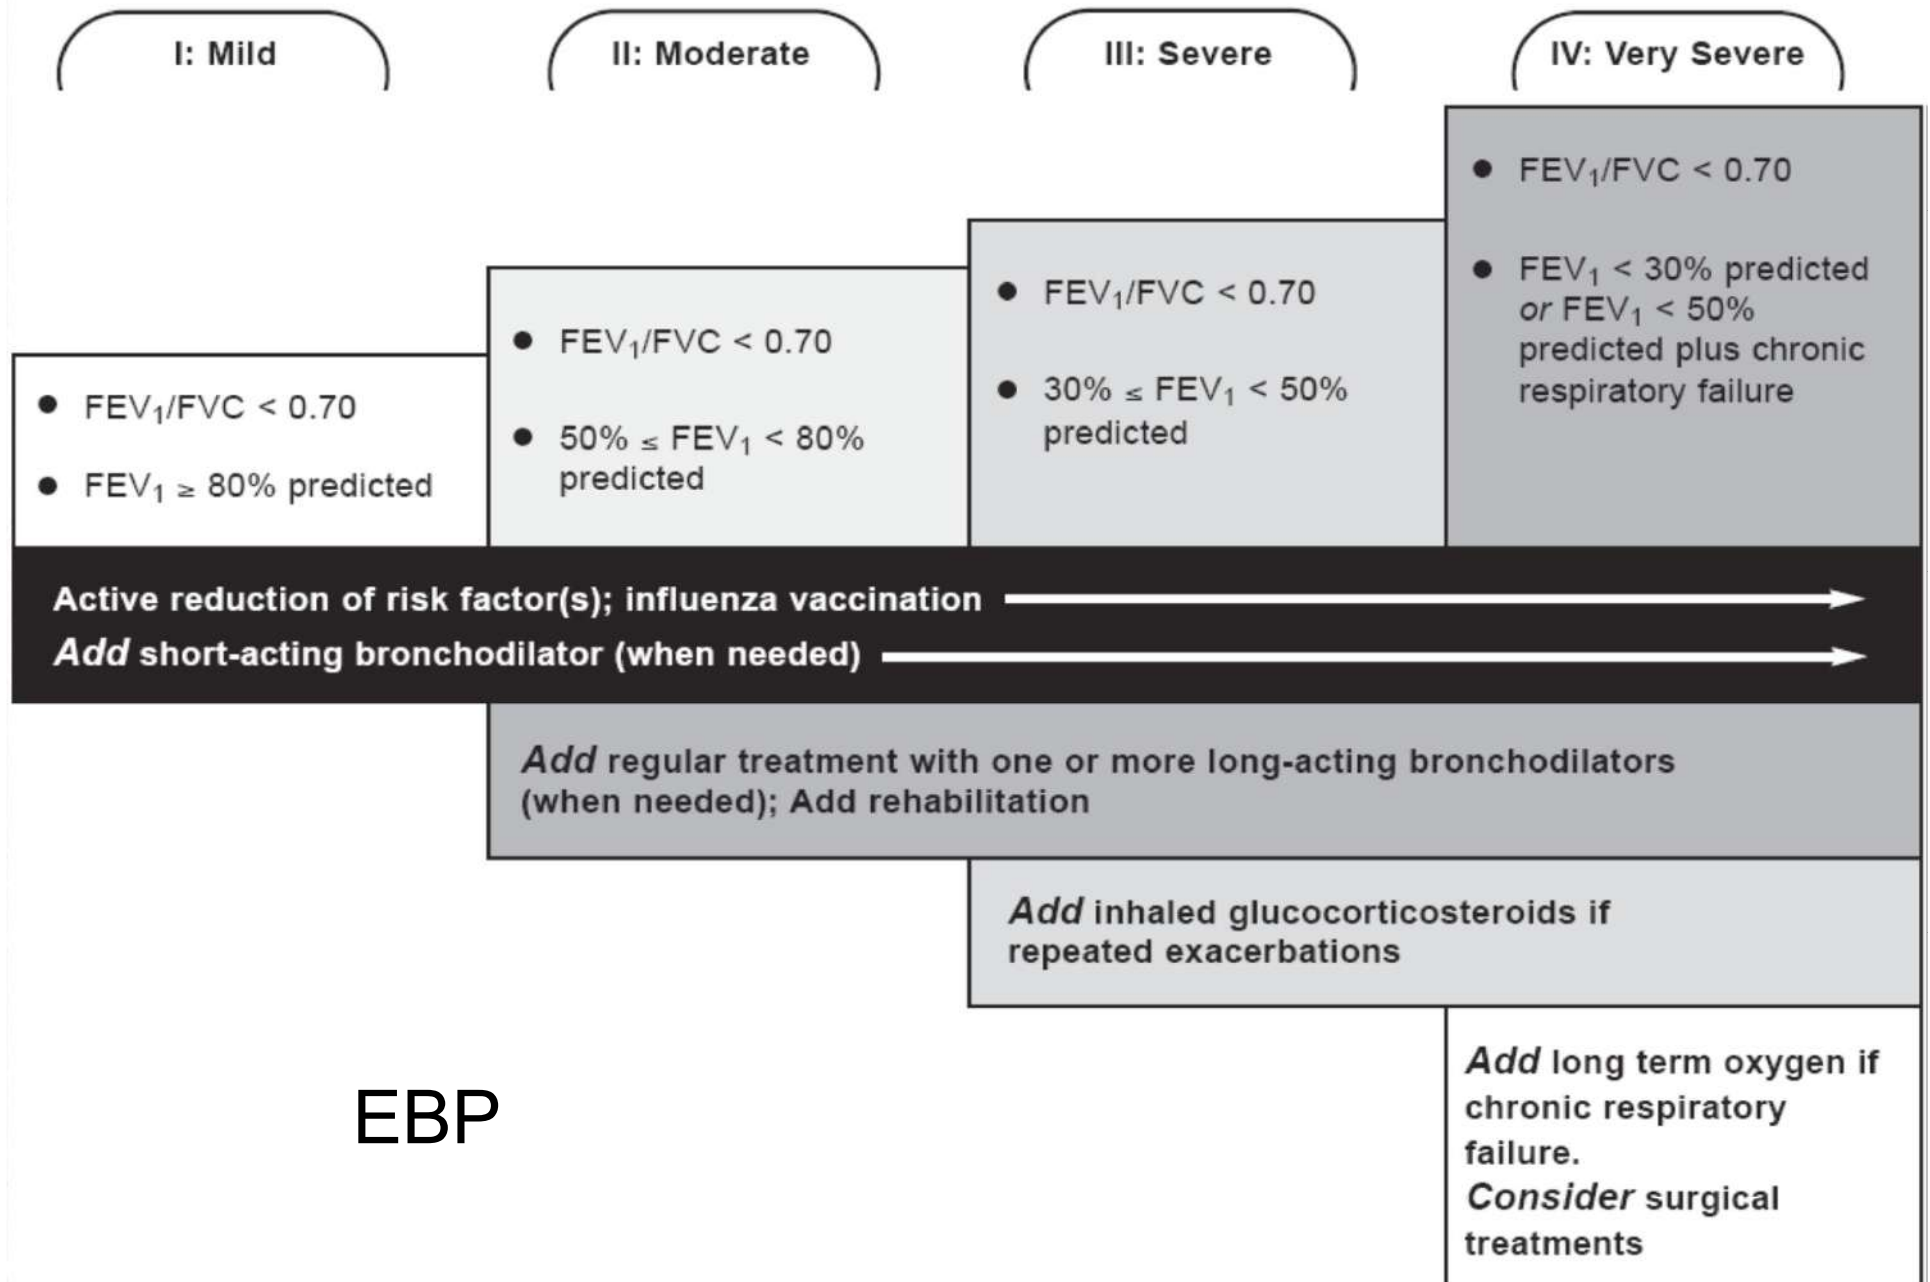 I: Mild
II: Moderate
III: Severe
IV: Very Severe
● FEV₁/FVC < 0.70
● FEV₁ ≥ 80% predicted
● FEV₁/FVC < 0.70
● 50% ≤ FEV₁ < 80%
predicted
● FEV₁/FVC < 0.70
● 30% ≤ FEV₁ < 50%
predicted
● FEV₁/FVC < 0.70
● FEV₁ < 30% predicted
or FEV₁ < 50%
predicted plus chronic
respiratory failure
Active reduction of risk factor(s); influenza vaccination
Add short-acting bronchodilator (when needed)
Add regular treatment with one or more long-acting bronchodilators
(when needed); Add rehabilitation
Add inhaled glucocorticosteroids if
repeated exacerbations
Add long term oxygen if
chronic respiratory
failure.
Consider surgical
treatments
EBP